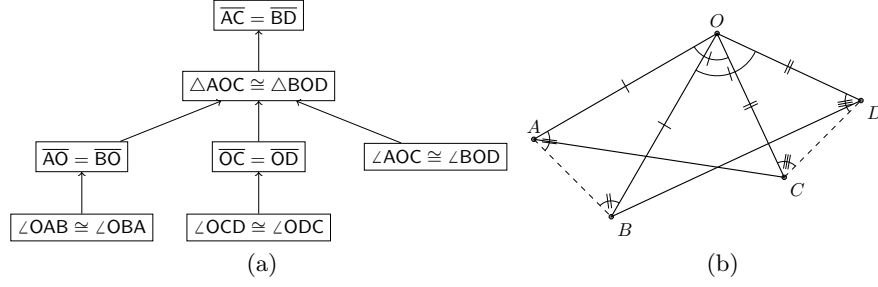 AC = BD
△AOC ≅ △BOD
AO = BO
OC = OD
∠AOC ≅ ∠BOD
∠OAB ≅ ∠OBA
∠OCD ≅ ∠ODC
(a)
O
A
D
C
B
(b)